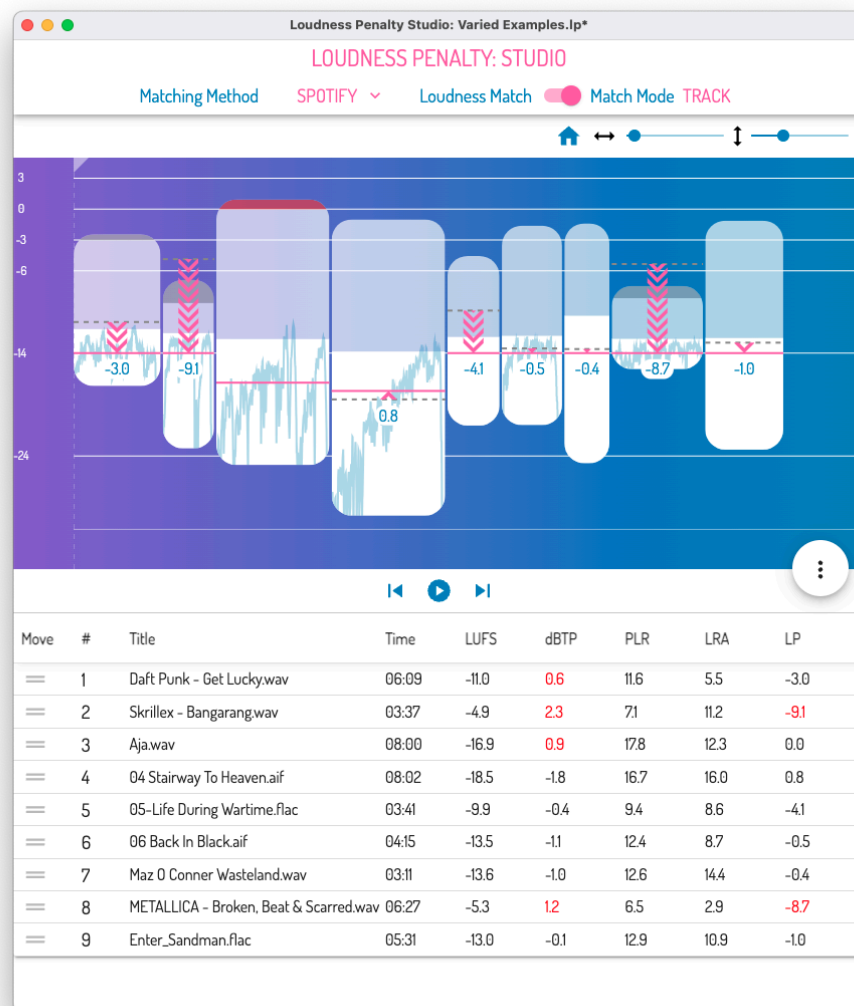 Loudness Penalty Studio: Varied Examples.lp*
LOUDNESS PENALTY: STUDIO
Matching Method SPOTIFY Loudness Match Match Mode TRACK
3
0
-3
-6
-14
-24
-3.0 -9.1 0.8 -4.1 -0.5 -0.4 -8.7 -1.0
Move # Title Time LUFS dBTP PLR LRA LP
1 Daft Punk - Get Lucky.wav 06:09 -11.0 0.6 11.6 5.5 -3.0
2 Skrillex - Bangarang.wav 03:37 -4.9 2.3 7.1 11.2 -9.1
3 Aja.wav 08:00 -16.9 0.9 17.8 12.3 0.0
4 04 Stairway To Heaven.aif 08:02 -18.5 -1.8 16.7 16.0 0.8
5 05-Life During Wartime.flac 03:41 -9.9 -0.4 9.4 8.6 -4.1
6 06 Back In Black.aif 04:15 -13.5 -1.1 12.4 8.7 -0.5
7 Maz O Conner Wasteland.wav 03:11 -13.6 -1.0 12.6 14.4 -0.4
8 METALLICA - Broken, Beat & Scarred.wav 06:27 -5.3 1.2 6.5 2.9 -8.7
9 Enter_Sandman.flac 05:31 -13.0 -0.1 12.9 10.9 -1.0